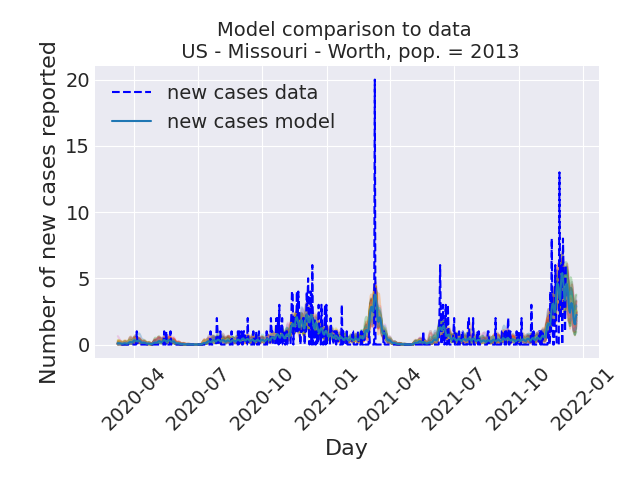 Model comparison to data
US - Missouri - Worth, pop. = 2013
Number of new cases reported
20
15
10
5
0
new cases data
new cases model
2020-04
2020-07
2020-10
2021-01
2021-04
2021-07
2021-10
2022-01
Day